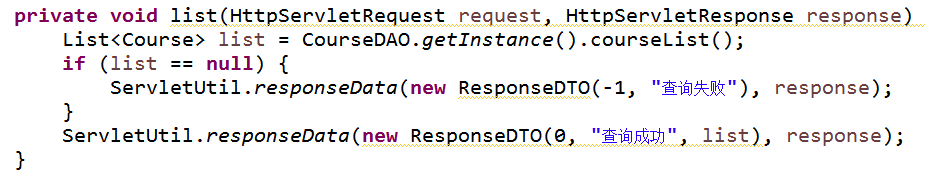 private void list(HttpServletRequest request, HttpServletResponse response)
    List<Course> list = CourseDAO.getInstance().courseList();
    if (list == null) {
        ServletUtil.responseData(new ResponseDTO(-1, "查询失败"), response);
    }
    ServletUtil.responseData(new ResponseDTO(0, "查询成功", list), response);
}